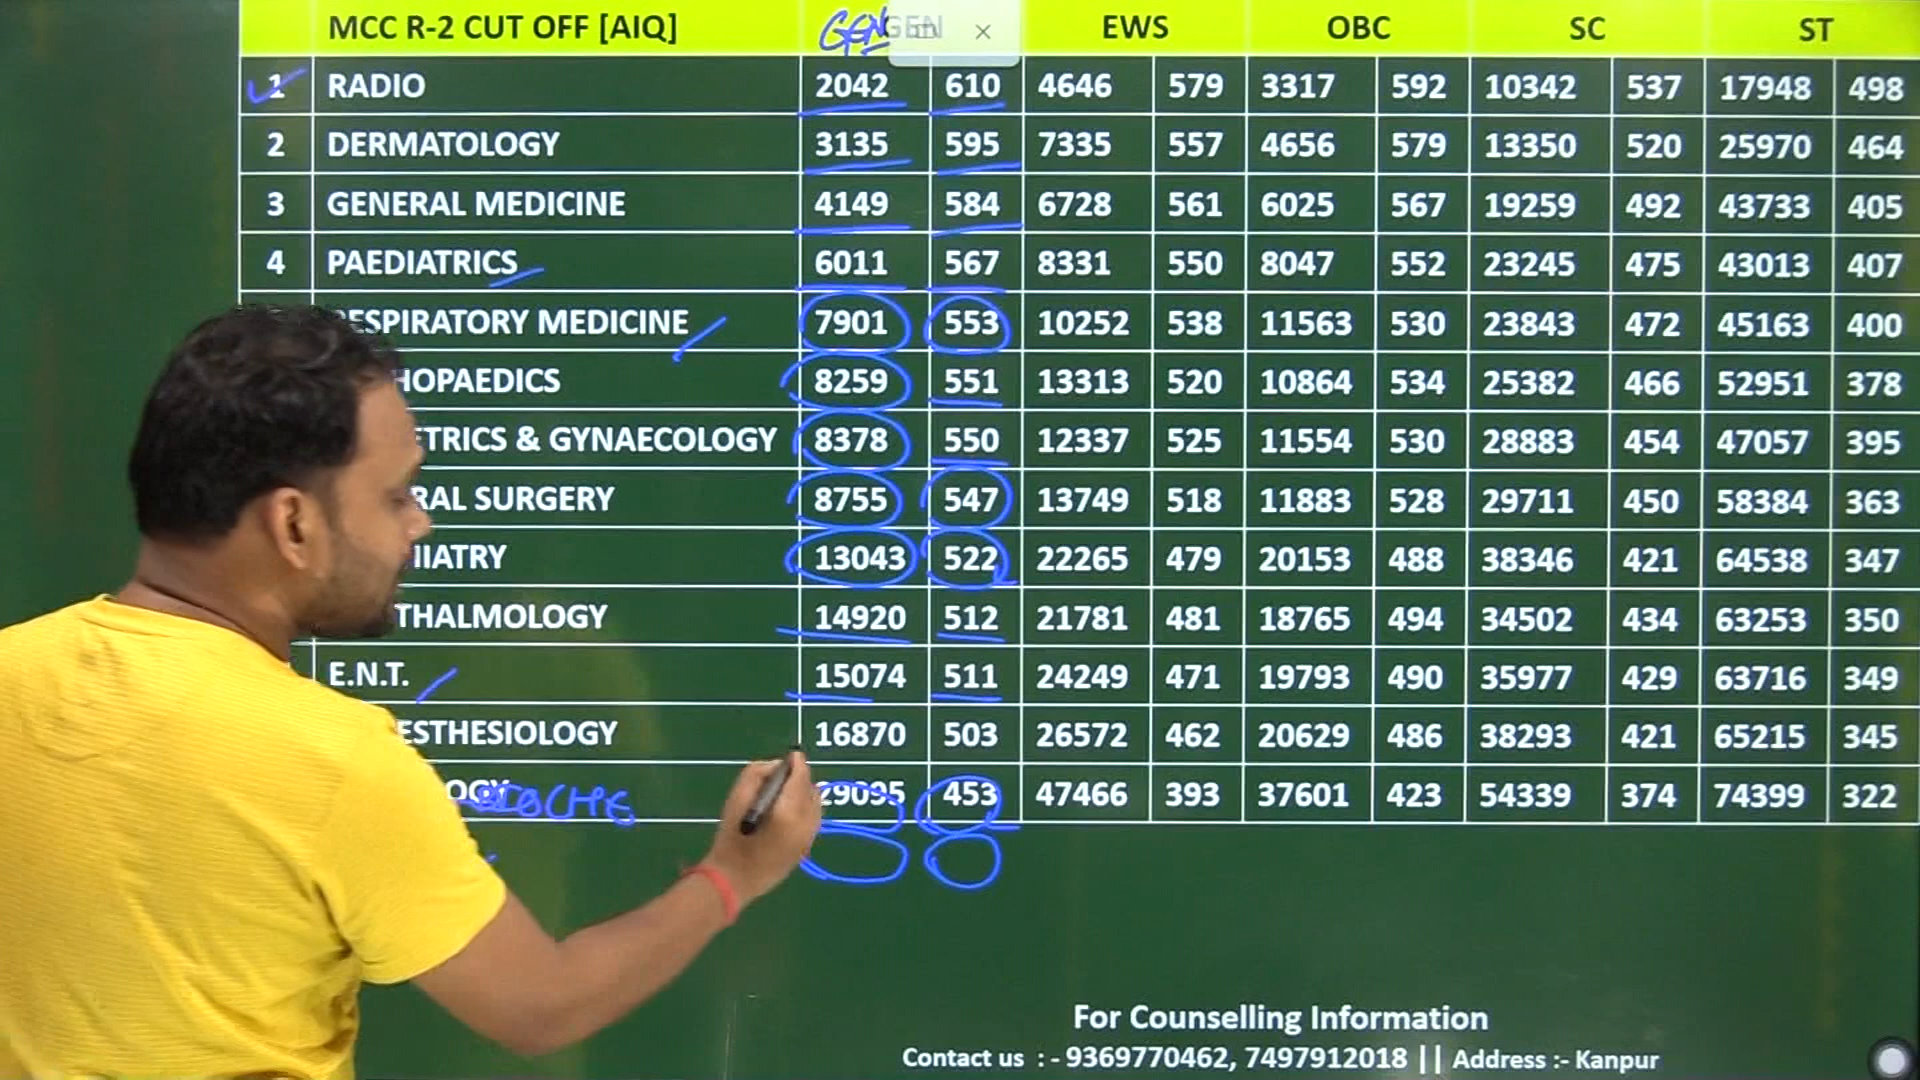 MCC R-2 CUT OFF [AIQ] GEN GEN EWS OBC SC ST
1 RADIO 2042 610 4646 579 3317 592 10342 537 17948 498
2 DERMATOLOGY 3135 595 7335 557 4656 579 13350 520 25970 464
3 GENERAL MEDICINE 4149 584 6728 561 6025 567 19259 492 43733 405
4 PAEDIATRICS 6011 567 8331 550 8047 552 23245 475 43013 407
RESPIRATORY MEDICINE 7901 553 10252 538 11563 530 23843 472 45163 400
HOPAEDICS 8259 551 13313 520 10864 534 25382 466 52951 378
ETRICS & GYNAECOLOGY 8378 550 12337 525 11554 530 28883 454 47057 395
RAL SURGERY 8755 547 13749 518 11883 528 29711 450 58384 363
HIATRY 13043 522 22265 479 20153 488 38346 421 64538 347
THALMOLOGY 14920 512 21781 481 18765 494 34502 434 63253 350
E.N.T. 15074 511 24249 471 19793 490 35977 429 63716 349
ESTHESIOLOGY 16870 503 26572 462 20629 486 38293 421 65215 345
OGY 29095 453 47466 393 37601 423 54339 374 74399 322
For Counselling Information
Contact us : - 9369770462, 7497912018 || Address :- Kanpur